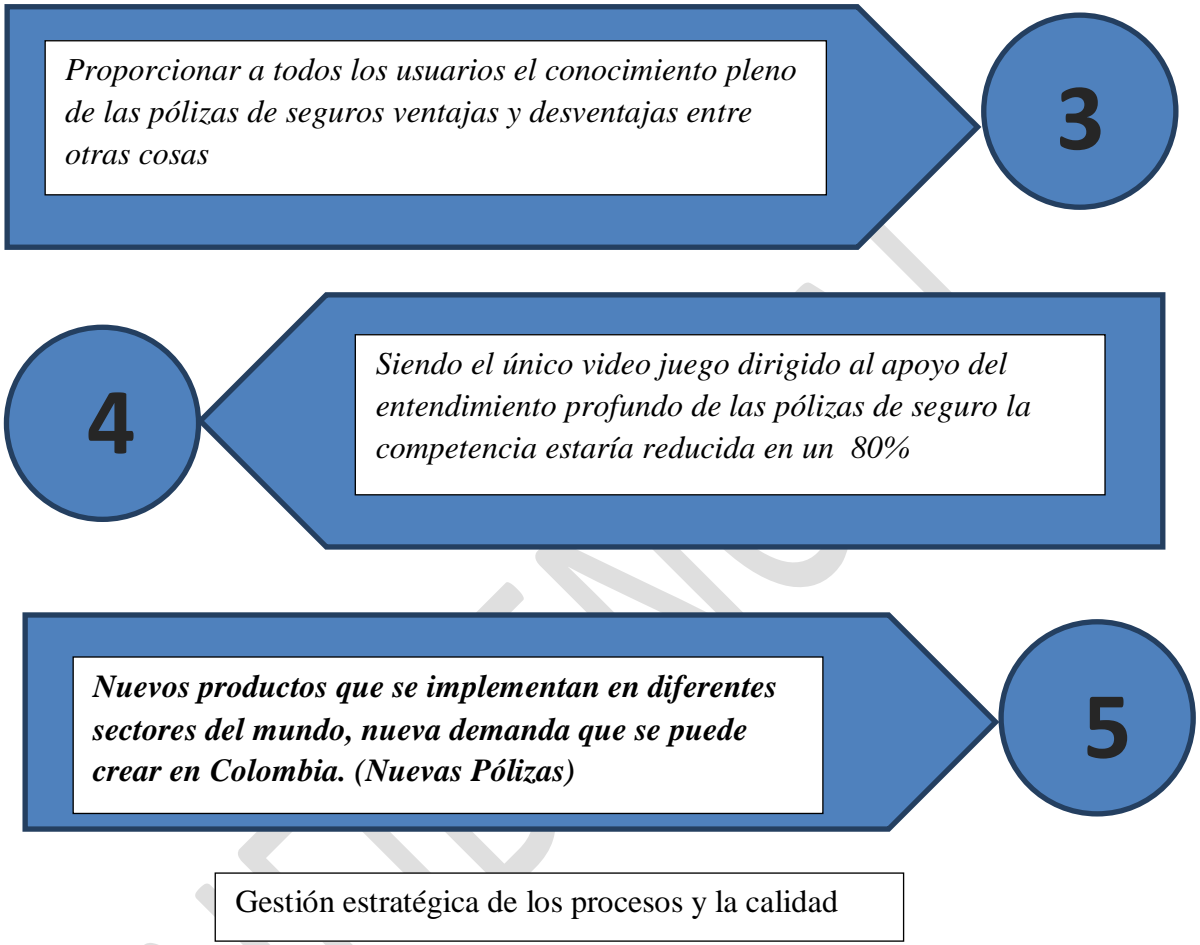 Proporcionar a todos los usuarios el conocimiento pleno
de las pólizas de seguros ventajas y desventajas entre
otras cosas
3
4
Siendo el único video juego dirigido al apoyo del
entendimiento profundo de las pólizas de seguro la
competencia estaría reducida en un  80%
Nuevos productos que se implementan en diferentes
sectores del mundo, nueva demanda que se puede
crear en Colombia. (Nuevas Pólizas)
5
Gestión estratégica de los procesos y la calidad